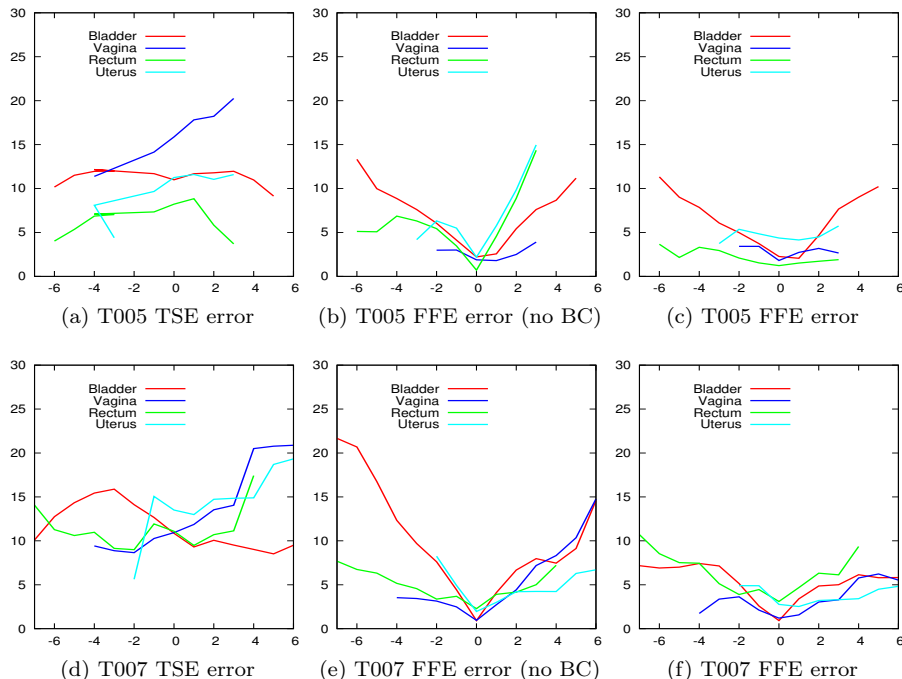 30 30 30
Bladder Bladder Bladder
25 Vagina 25 Vagina 25 Vagina
Rectum Rectum Rectum
Uterus Uterus Uterus
20 20 20
15 15 15
10 10 10
5 5 5
0 0 0
-6 -4 -2 0 2 4 6 -6 -4 -2 0 2 4 6 -6 -4 -2 0 2 4 6
(a) T005 TSE error (b) T005 FFE error (no BC) (c) T005 FFE error
30 30 30
Bladder Bladder Bladder
25 Vagina 25 Vagina 25 Vagina
Rectum Rectum Rectum
Uterus Uterus Uterus
20 20 20
15 15 15
10 10 10
5 5 5
0 0 0
-6 -4 -2 0 2 4 6 -6 -4 -2 0 2 4 6 -6 -4 -2 0 2 4 6
(d) T007 TSE error (e) T007 FFE error (no BC) (f) T007 FFE error